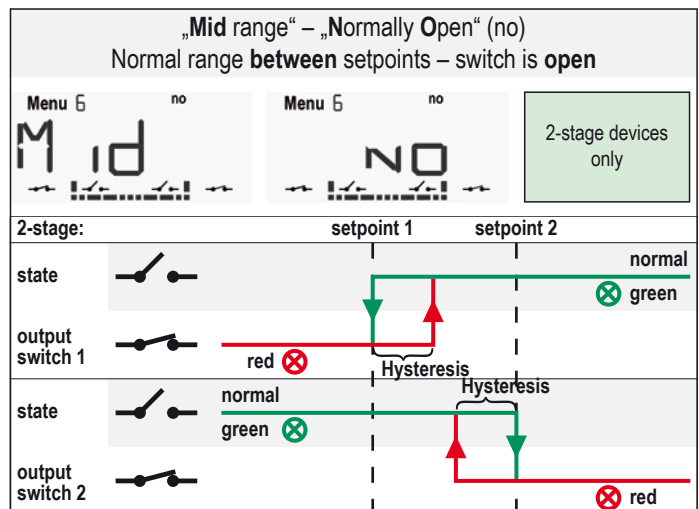 „Mid range“ – „Normally Open“ (no)
Normal range between setpoints – switch is open
Menu 6 no
Mid
Menu 6 no
NO
2-stage devices
only
2-stage: setpoint 1 setpoint 2
state normal
green
output
switch 1
red Hysteresis
Hysteresis
state normal
green
output
switch 2
red